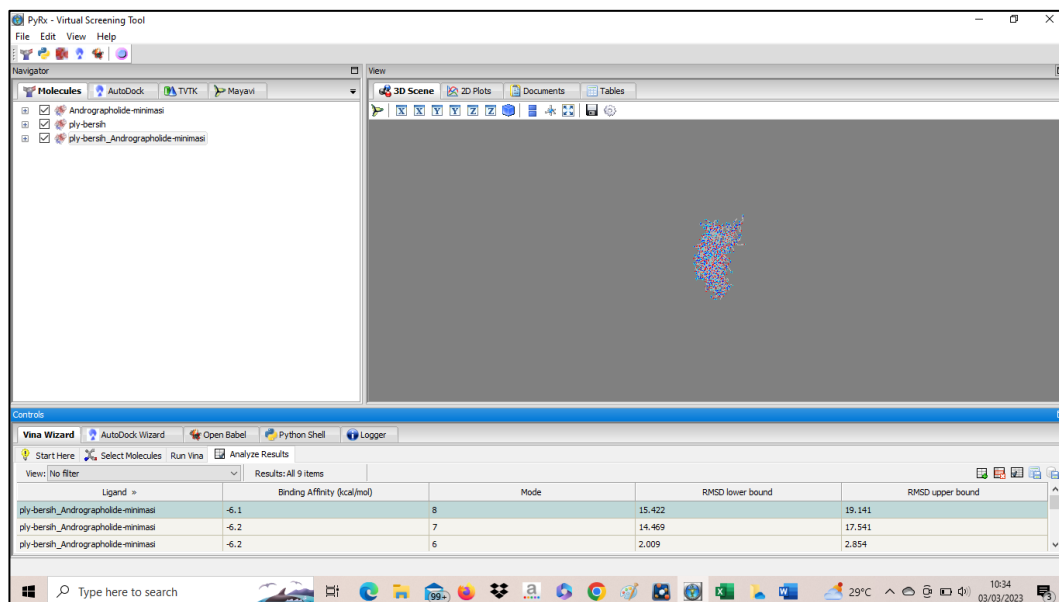 PyRx - Virtual Screening Tool
File Edit View Help
Navigator
View
Molecules AutoDock TVTK Mayavi
3D Scene 2D Plots Documents Tables
X X Y Y Z Z
Andrographolide-minimasi
ply-bersih
ply-bersih_Andrographolide-minimasi
Controls
Vina Wizard AutoDock Wizard Open Babel Python Shell Logger
Start Here Select Molecules Run Vina Analyze Results
View: No filter Results: All 9 items
Ligand » Binding Affinity (kcal/mol) Mode RMSD lower bound RMSD upper bound
ply-bersih_Andrographolide-minimasi -6.1 8 15.422 19.141
ply-bersih_Andrographolide-minimasi -6.2 7 14.469 17.541
ply-bersih_Andrographolide-minimasi -6.2 6 2.009 2.854
Type here to search 99+ a 29°C 10:34
03/03/2023 3